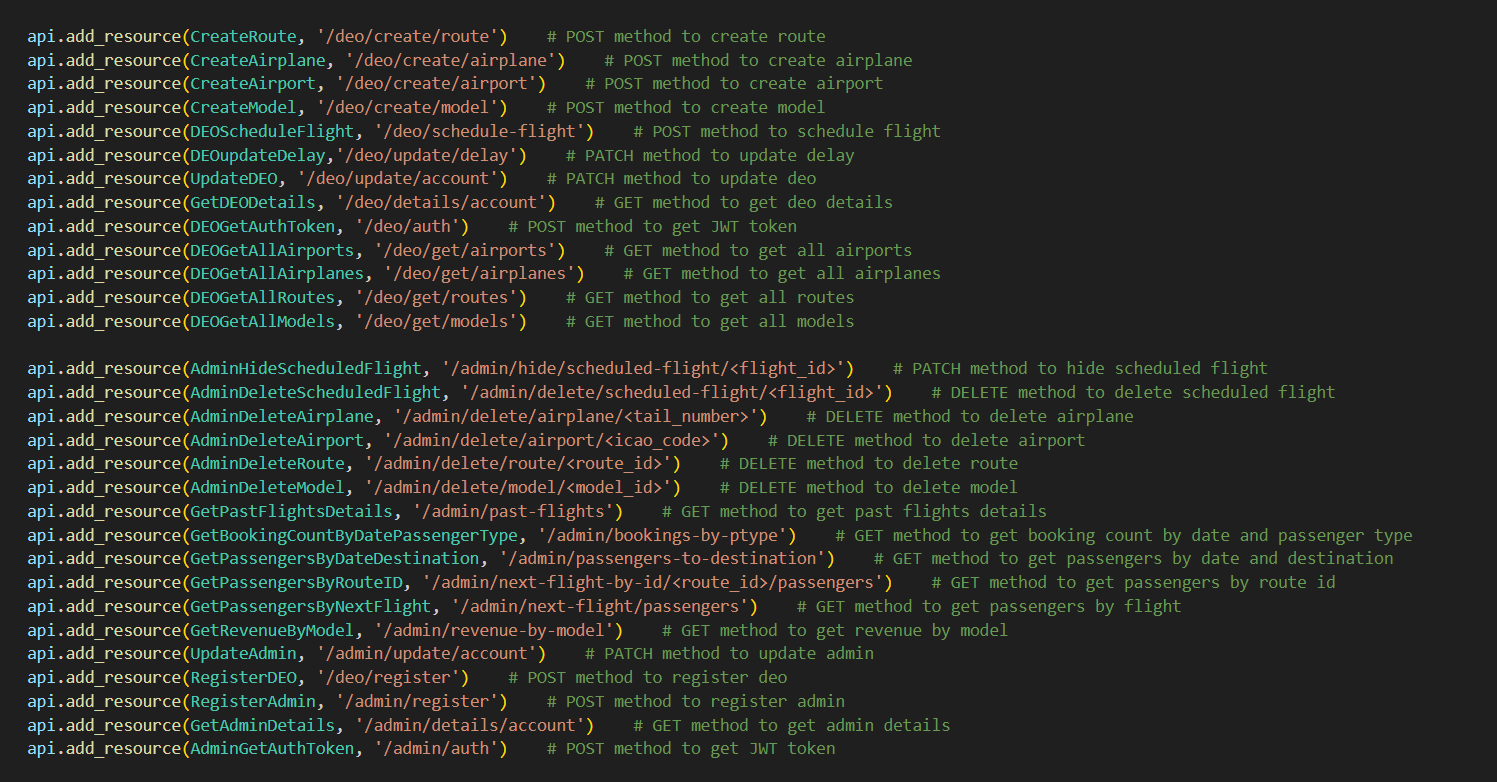 api.add_resource(CreateRoute, '/deo/create/route')    # POST method to create route
api.add_resource(CreateAirplane, '/deo/create/airplane')    # POST method to create airplane
api.add_resource(CreateAirport, '/deo/create/airport')    # POST method to create airport
api.add_resource(CreateModel, '/deo/create/model')    # POST method to create model
api.add_resource(DEOScheduleFlight, '/deo/schedule-flight')    # POST method to schedule flight
api.add_resource(DEOupdateDelay,'/deo/update/delay')    # PATCH method to update delay
api.add_resource(UpdateDEO, '/deo/update/account')    # PATCH method to update deo
api.add_resource(GetDEODetails, '/deo/details/account')    # GET method to get deo details
api.add_resource(DEOGetAuthToken, '/deo/auth')    # POST method to get JWT token
api.add_resource(DEOGetAllAirports, '/deo/get/airports')    # GET method to get all airports
api.add_resource(DEOGetAllAirplanes, '/deo/get/airplanes')    # GET method to get all airplanes
api.add_resource(DEOGetAllRoutes, '/deo/get/routes')    # GET method to get all routes
api.add_resource(DEOGetAllModels, '/deo/get/models')    # GET method to get all models

api.add_resource(AdminHideScheduledFlight, '/admin/hide/scheduled-flight/<flight_id>')    # PATCH method to hide scheduled flight
api.add_resource(AdminDeleteScheduledFlight, '/admin/delete/scheduled-flight/<flight_id>')    # DELETE method to delete scheduled flight
api.add_resource(AdminDeleteAirplane, '/admin/delete/airplane/<tail_number>')    # DELETE method to delete airplane
api.add_resource(AdminDeleteAirport, '/admin/delete/airport/<icao_code>')    # DELETE method to delete airport
api.add_resource(AdminDeleteRoute, '/admin/delete/route/<route_id>')    # DELETE method to delete route
api.add_resource(AdminDeleteModel, '/admin/delete/model/<model_id>')    # DELETE method to delete model
api.add_resource(GetPastFlightsDetails, '/admin/past-flights')    # GET method to get past flights details
api.add_resource(GetBookingCountByDatePassengerType, '/admin/bookings-by-ptype')    # GET method to get booking count by date and passenger type
api.add_resource(GetPassengersByDateDestination, '/admin/passengers-to-destination')    # GET method to get passengers by date and destination
api.add_resource(GetPassengersByRouteID, '/admin/next-flight-by-id/<route_id>/passengers')    # GET method to get passengers by route id
api.add_resource(GetPassengersByNextFlight, '/admin/next-flight/passengers')    # GET method to get passengers by flight
api.add_resource(GetRevenueByModel, '/admin/revenue-by-model')    # GET method to get revenue by model
api.add_resource(UpdateAdmin, '/admin/update/account')    # PATCH method to update admin
api.add_resource(RegisterDEO, '/deo/register')    # POST method to register deo
api.add_resource(RegisterAdmin, '/admin/register')    # POST method to register admin
api.add_resource(GetAdminDetails, '/admin/details/account')    # GET method to get admin details
api.add_resource(AdminGetAuthToken, '/admin/auth')    # POST method to get JWT token